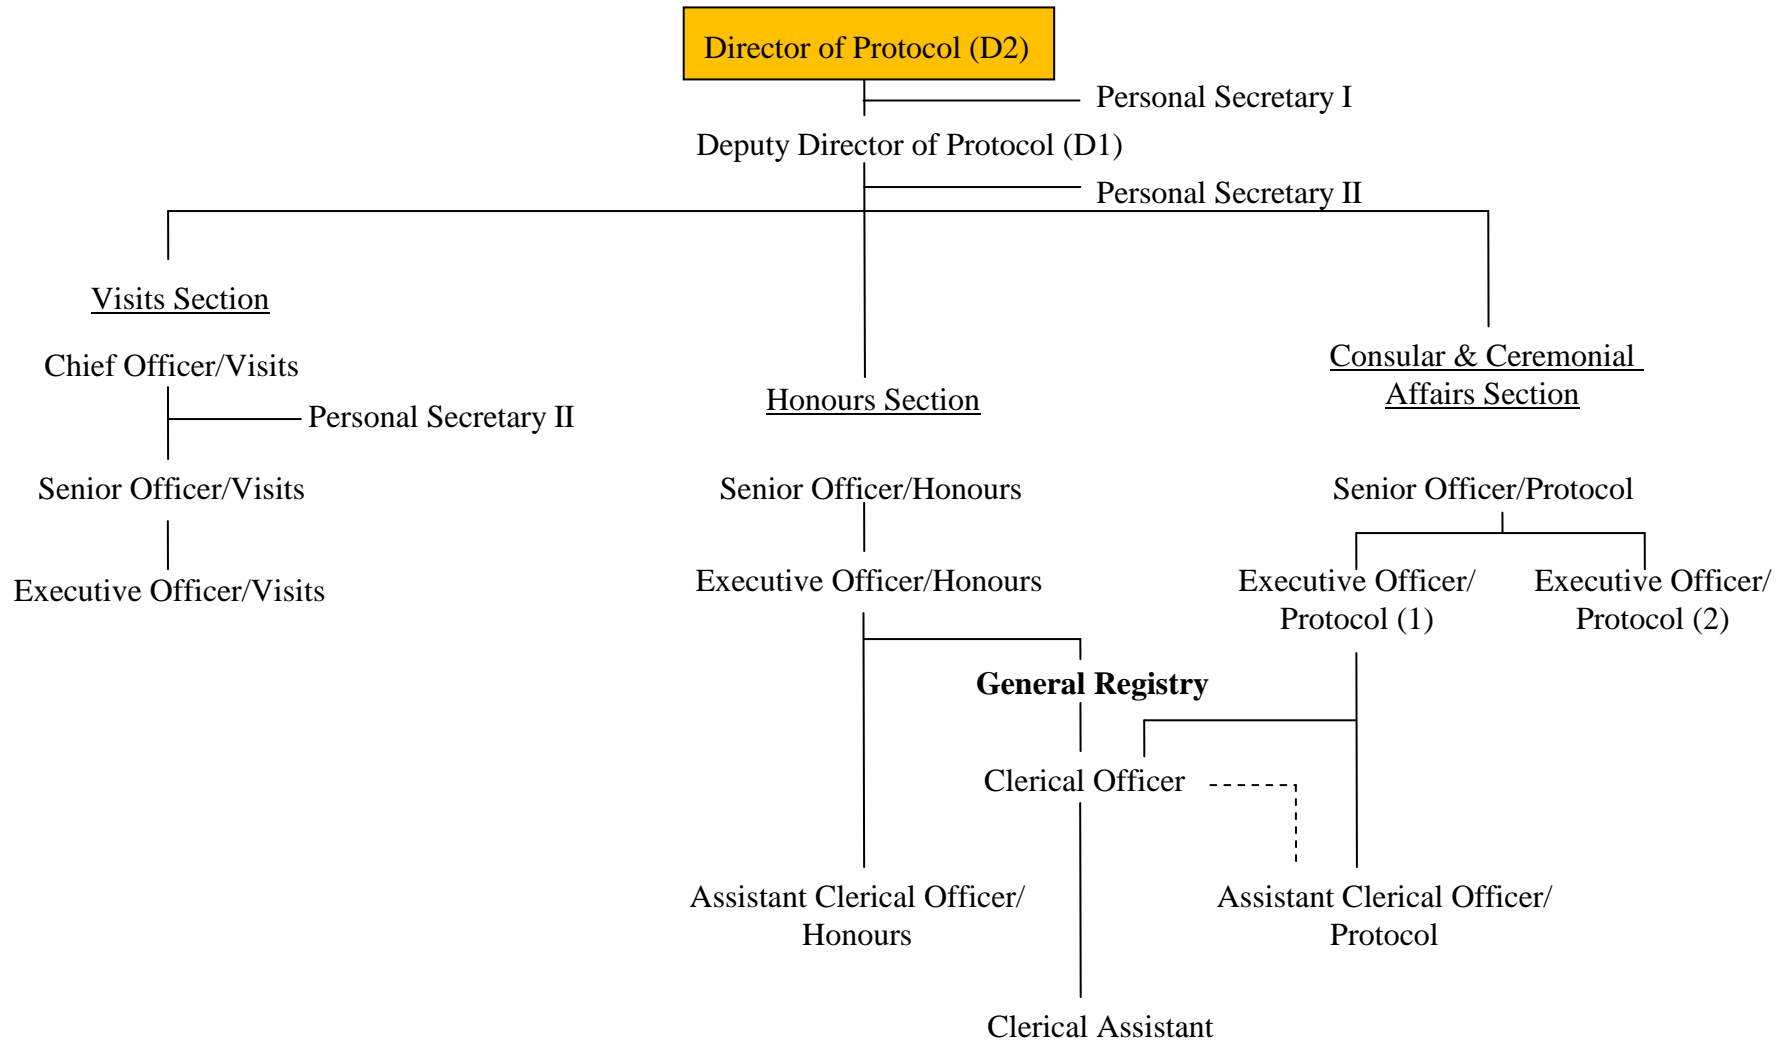 Director of Protocol (D2)
Personal Secretary I
Deputy Director of Protocol (D1)
Personal Secretary II
Visits Section
Chief Officer/Visits
Personal Secretary II
Senior Officer/Visits
Executive Officer/Visits
Honours Section
Senior Officer/Honours
Executive Officer/Honours
Consular & Ceremonial
Affairs Section
Senior Officer/Protocol
Executive Officer/
Protocol (1)
Executive Officer/
Protocol (2)
General Registry
Clerical Officer
Assistant Clerical Officer/
Honours
Assistant Clerical Officer/
Protocol
Clerical Assistant